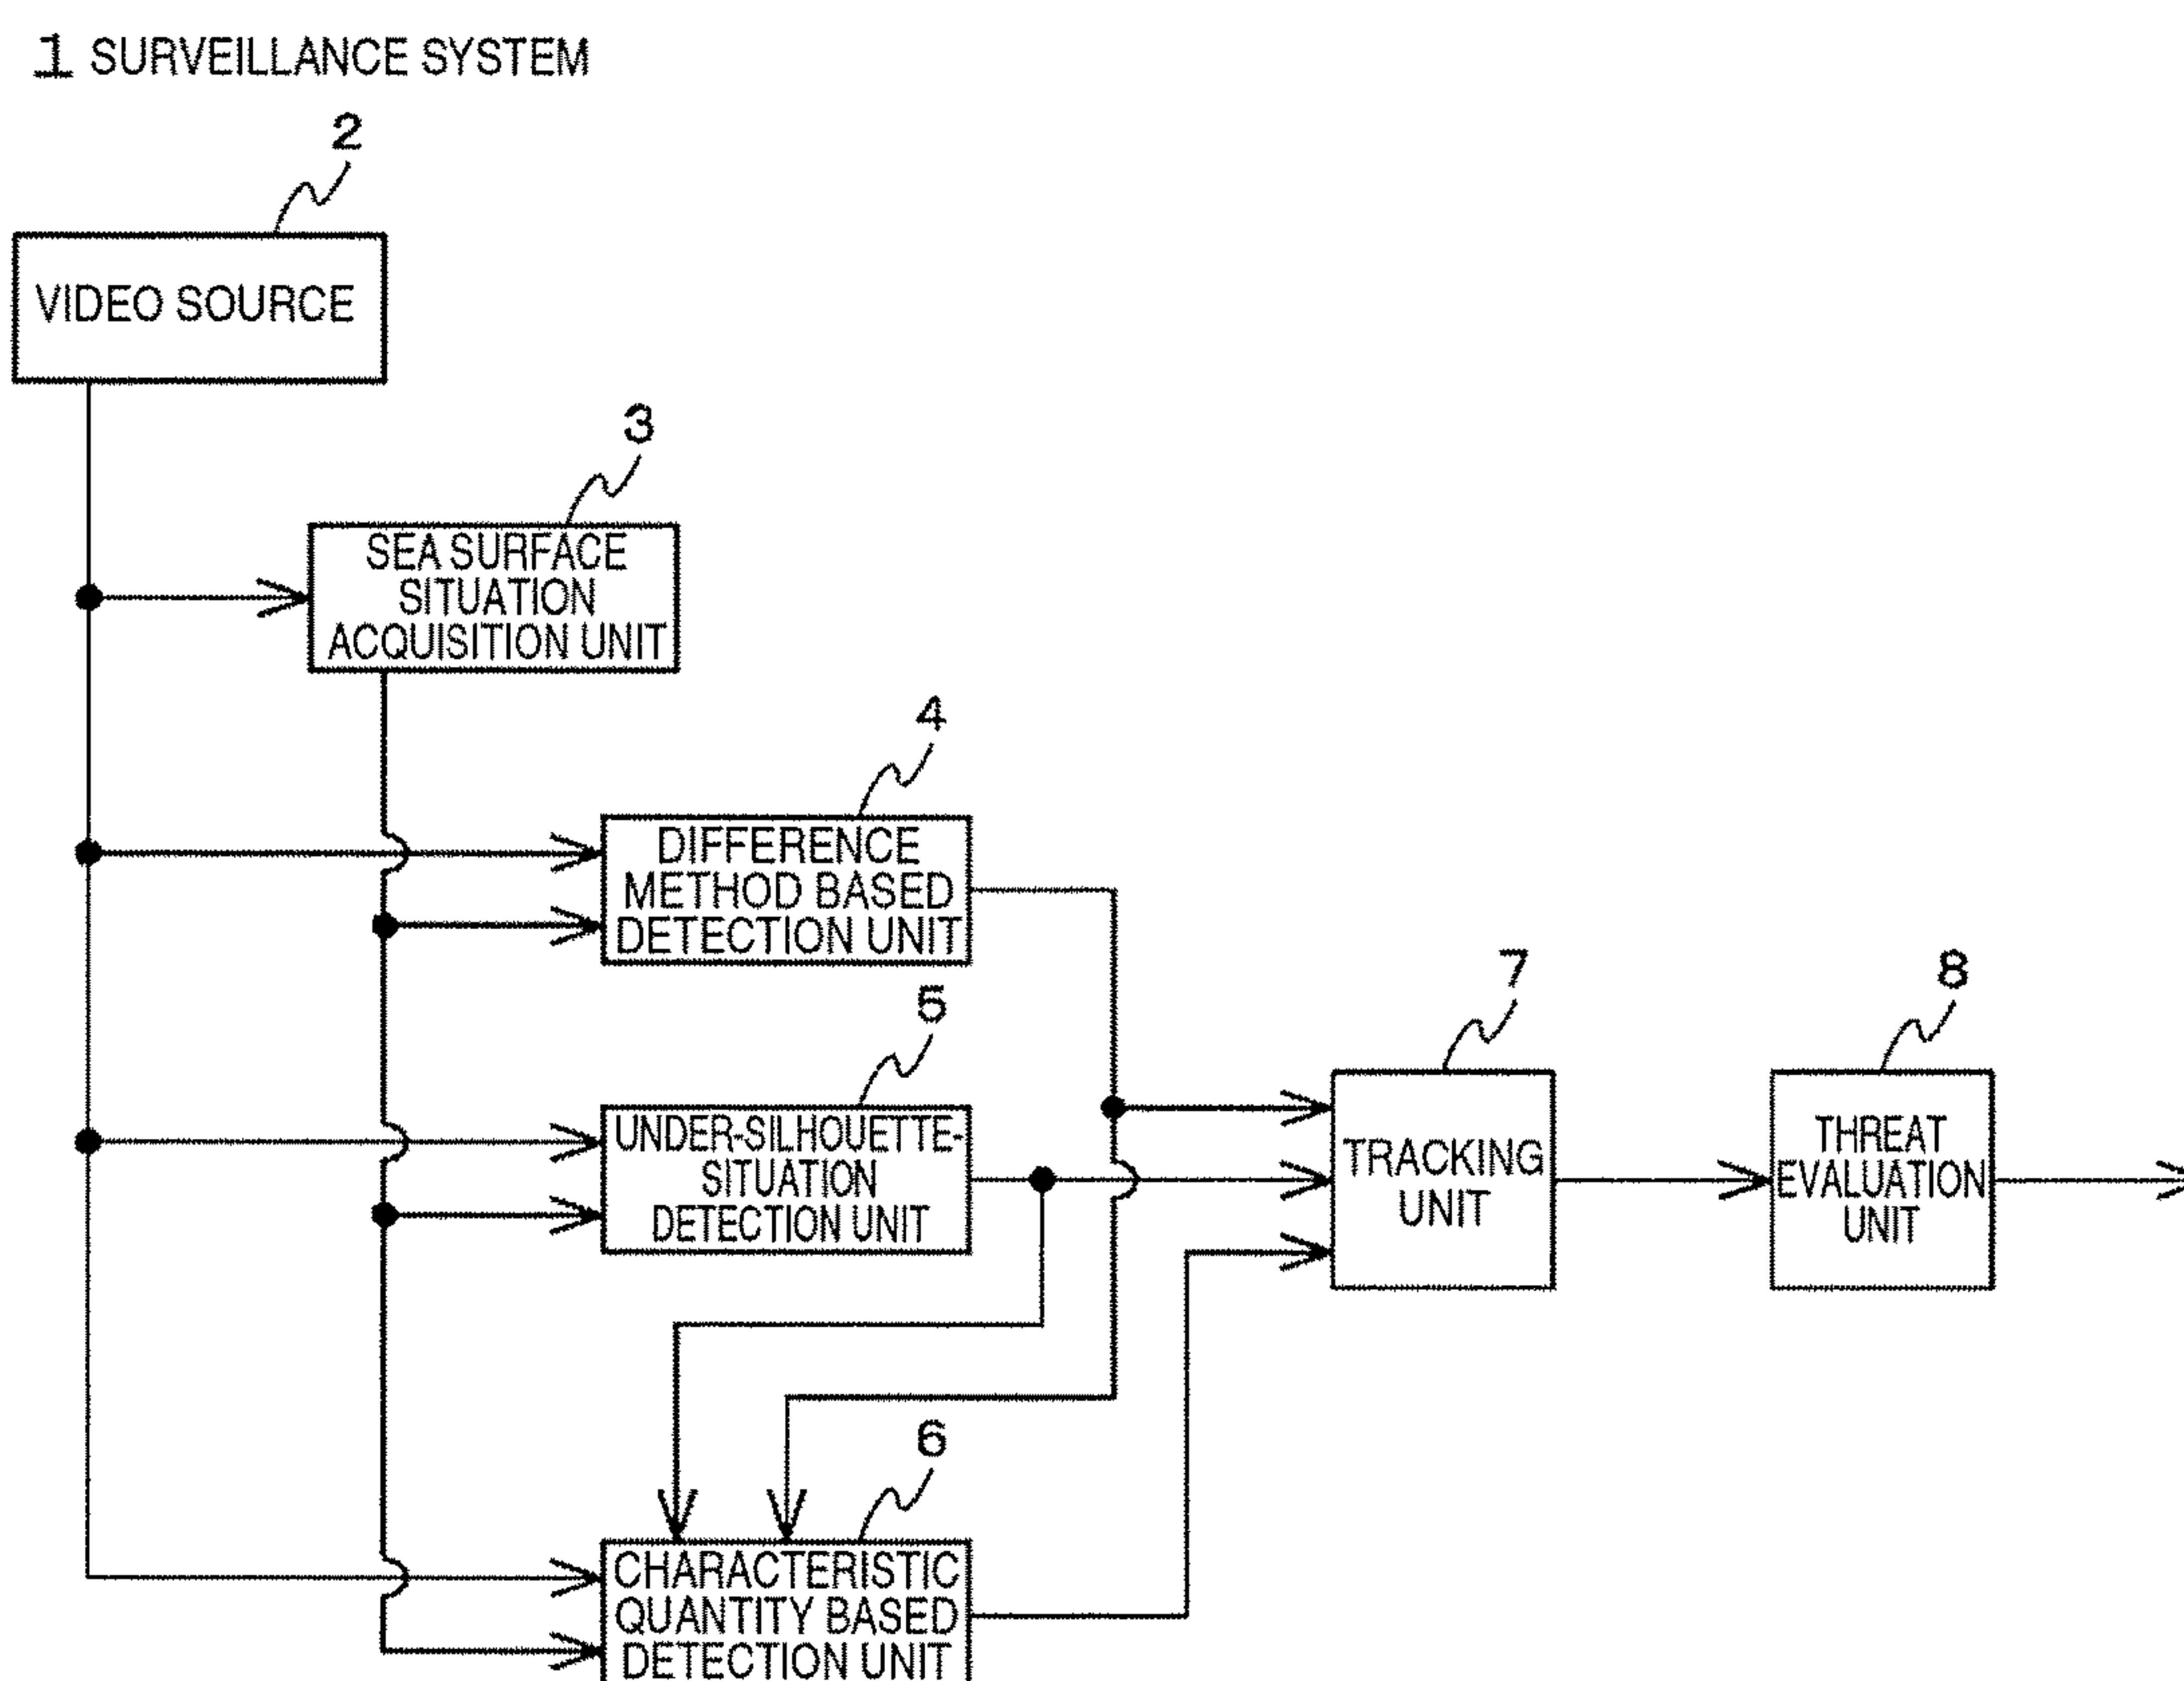 1 SURVEILLANCE SYSTEM
2
VIDEO SOURCE
3
SEA SURFACE
SITUATION
ACQUISITION UNIT
4
DIFFERENCE
METHOD BASED
DETECTION UNIT
5
UNDER-SILHOUETTE-
SITUATION
DETECTION UNIT
6
CHARACTERISTIC
QUANTITY BASED
DETECTION UNIT
7
TRACKING
UNIT
8
THREAT
EVALUATION
UNIT